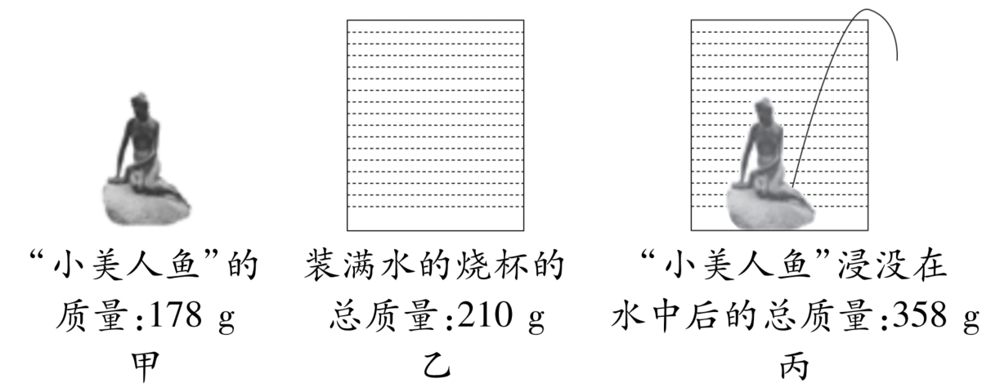 “小美人鱼”的
质量:178 g
甲
装满水的烧杯的
总质量:210 g
乙
“小美人鱼”浸没在
水中后的总质量:358 g
丙